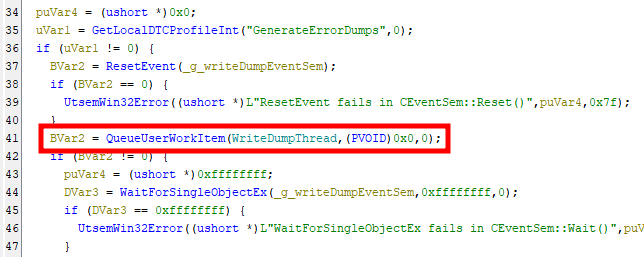 34 puVar4 = (ushort *)0x0;
35 uVar1 = GetLocalDTCProfileInt("GenerateErrorDumps",0);
36 if (uVar1 != 0) {
37 BVar2 = ResetEvent(_g_writeDumpEventSem);
38 if (BVar2 == 0) {
39 UtsemWin32Error((ushort *)L"ResetEvent fails in CEventSem::Reset()",puVar4,0x7f);
40 }
41 BVar2 = QueueUserWorkItem(WriteDumpThread,(PVOID)0x0,0);
42 if (BVar2 != 0) {
43 puVar4 = (ushort *)0xffffffff;
44 DVar3 = WaitForSingleObjectEx(_g_writeDumpEventSem,0xffffffff,0);
45 if (DVar3 == 0xffffffff) {
46 UtsemWin32Error((ushort *)L"WaitForSingleObjectEx fails in CEventSem::Wait()",puVa
47 }